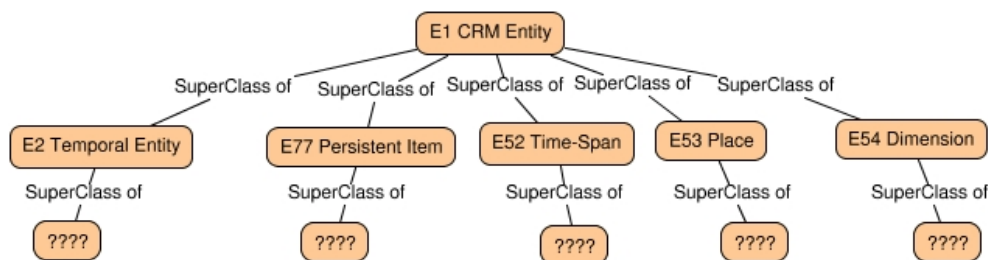 E1 CRM Entity
SuperClass of
SuperClass of
SuperClass of
SuperClass of
SuperClass of
E2 Temporal Entity
E77 Persistent Item
E52 Time-Span
E53 Place
E54 Dimension
SuperClass of
SuperClass of
SuperClass of
SuperClass of
SuperClass of
????
????
????
????
????